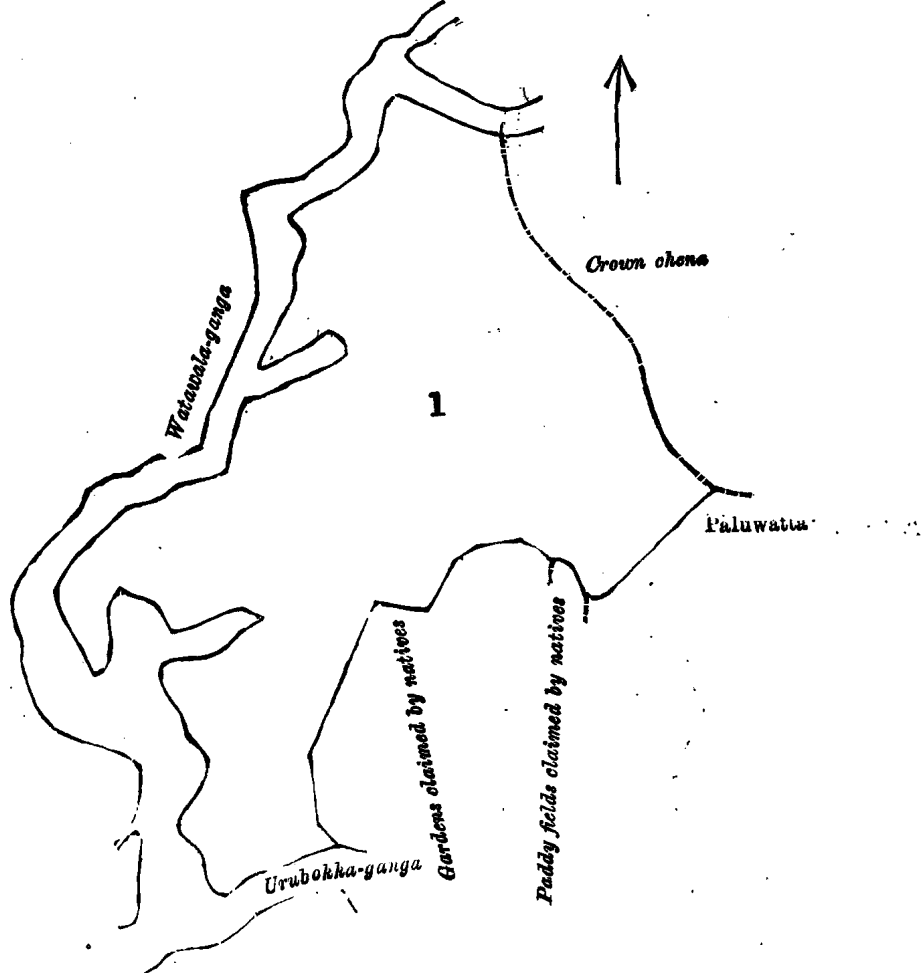 Crown chena
Watawala-ganga
1
Paluwatta
Gardens claimed by natives
Paddy fields claimed by natives
Urubokka-ganga